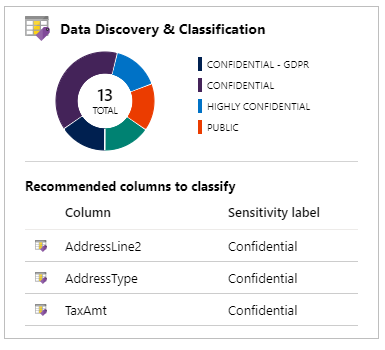 Data Discovery & Classification
13
TOTAL
CONFIDENTIAL - GDPR
CONFIDENTIAL
HIGHLY CONFIDENTIAL
PUBLIC
Recommended columns to classify
Column Sensitivity label
AddressLine2 Confidential
AddressType Confidential
TaxAmt Confidential